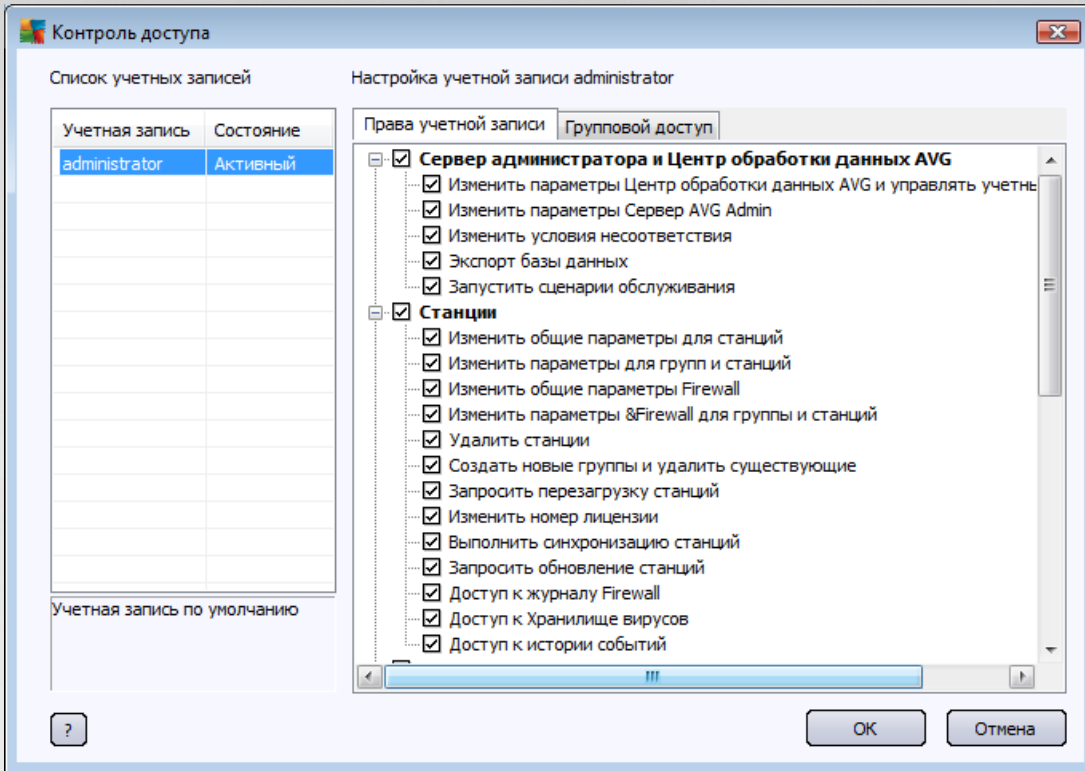 Контроль доступа
Список учетных записей
Настройка учетной записи administrator
Учетная запись Состояние
administrator Активный
Учетная запись по умолчанию
Права учетной записи Групповой доступ
Сервер администратора и Центр обработки данных AVG
Изменить параметры Центр обработки данных AVG и управлять учетны
Изменить параметры Сервер AVG Admin
Изменить условия несоответствия
Экспорт базы данных
Запустить сценарии обслуживания
Станции
Изменить общие параметры для станций
Изменить параметры для групп и станций
Изменить общие параметры Firewall
Изменить параметры &Firewall для группы и станций
Удалить станции
Создать новые группы и удалить существующие
Запросить перезагрузку станций
Изменить номер лицензии
Выполнить синхронизацию станций
Запросить обновление станций
Доступ к журналу Firewall
Доступ к Хранилище вирусов
Доступ к истории событий
?
ОК
Отмена